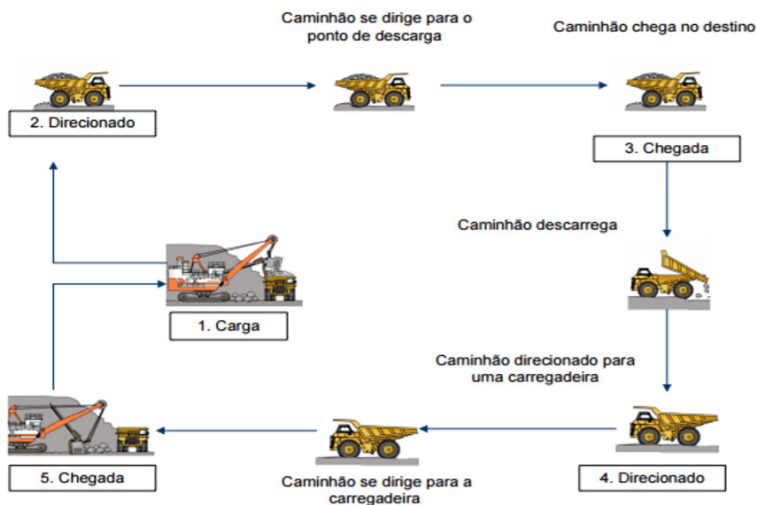 Caminhão se dirige para o
ponto de descarga
Caminhão chega no destino
2. Direcionado
3. Chegada
Caminhão descarrega
1. Carga
Caminhão direcionado para
uma carregadeira
5. Chegada
Caminhão se dirige para a
carregadeira
4. Direcionado